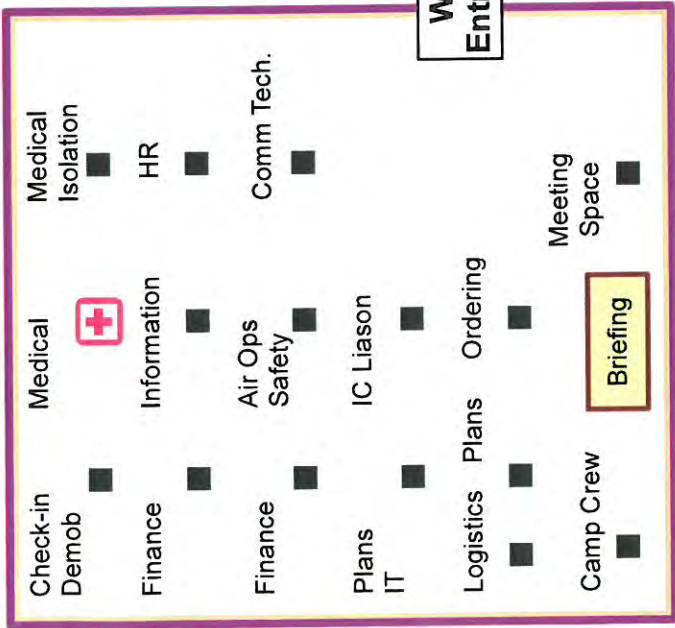 Check-in
Demob
Medical
Medical
Isolation
Finance
Information
HR
Finance
Air Ops
Safety
Comm Tech.
Plans
IT
IC Liason
Logistics
Plans
Ordering
Camp Crew
Briefing
Meeting
Space